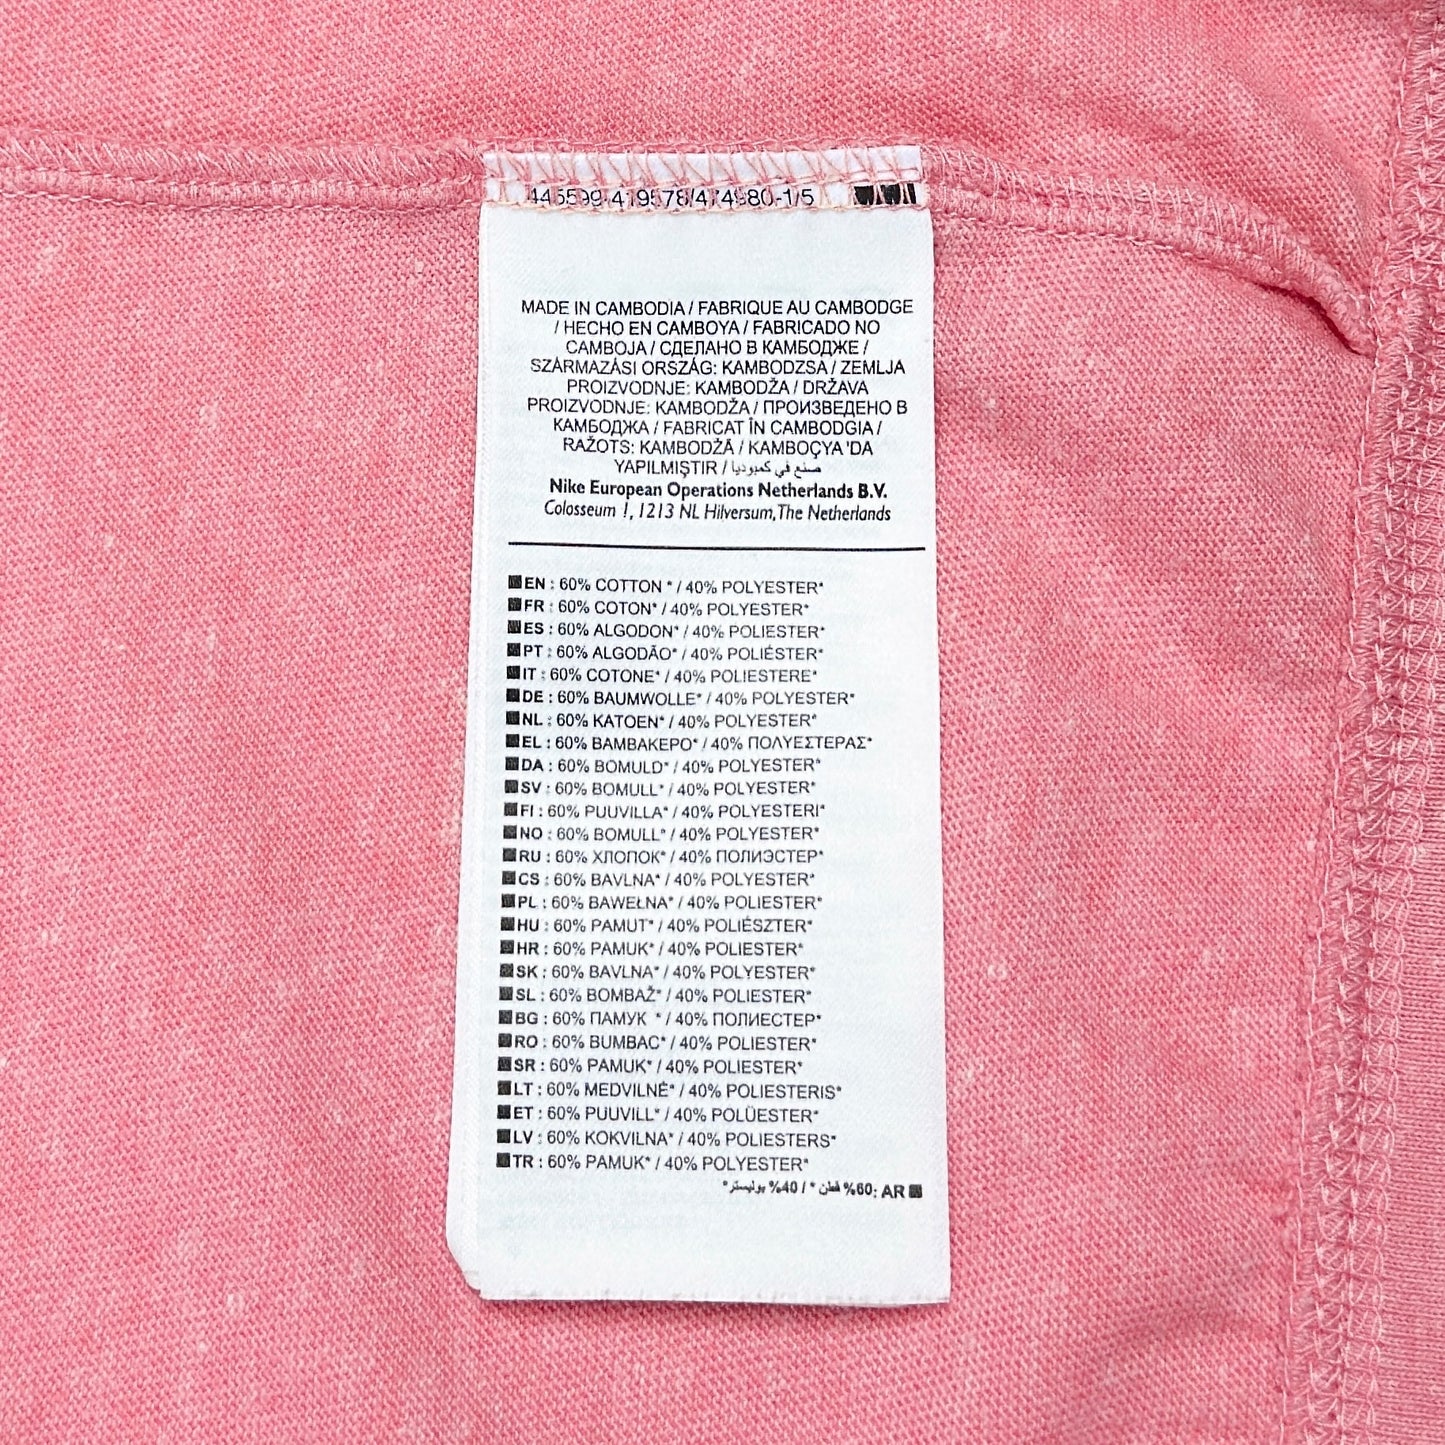 MADE IN CAMBODIA / FABRIQUE AU CAMBODGE
/ HECHO EN CAMBOYA / FABRICADO NO
CAMBOJA / СДЕЛАНО В КАМБОДЖЕ /
SZÁRMAZÁSI ORSZÁG: KAMBODZSA / ZEMLJA
PROIZVODNJE: KAMBODŽA / DRŽAVA
PROIZVODNJE: KAMBODŽA / ПРОИЗВЕДЕНО В
КАМБОДЖА / FABRICAT ÎN CAMBODGIA /
RAŽOTS: KAMBODŽĀ / KAMBOÇYA 'DA
YAPILMIŞTIR / صنع في كمبوديا
Nike European Operations Netherlands B.V.
Colosseum 1, 1213 NL Hilversum, The Netherlands
EN : 60% COTTON * / 40% POLYESTER*
FR : 60% COTON* / 40% POLYESTER*
ES : 60% ALGODON* / 40% POLIESTER*
PT : 60% ALGODÃO* / 40% POLIÉSTER*
IT : 60% COTONE* / 40% POLIESTERE*
DE : 60% BAUMWOLLE* / 40% POLYESTER*
NL : 60% KATOEN* / 40% POLYESTER*
EL : 60% ΒΑΜΒΑΚΕΡΟ* / 40% ΠΟΛΥΕΣΤΕΡΑΣ*
DA : 60% BOMULD* / 40% POLYESTER*
SV : 60% BOMULL* / 40% POLYESTER*
FI : 60% PUUVILLA* / 40% POLYESTERI*
NO : 60% BOMULL* / 40% POLYESTER*
RU : 60% ХЛОПОК* / 40% ПОЛИЭСТЕР*
CS : 60% BAVLNA* / 40% POLYESTER*
PL : 60% BAWEŁNA* / 40% POLIESTER*
HU : 60% PAMUT* / 40% POLIÉSZTER*
HR : 60% PAMUK* / 40% POLIESTER*
SK : 60% BAVLNA* / 40% POLYESTER*
SL : 60% BOMBAŽ* / 40% POLIESTER*
BG : 60% ПАМУК * / 40% ПОЛИЕСТЕР*
RO : 60% BUMBAC* / 40% POLIESTER*
SR : 60% PAMUK* / 40% POLIESTER*
LT : 60% MEDVILNĖ* / 40% POLIESTERIS*
ET : 60% PUUVILL* / 40% POLÜESTER*
LV : 60% KOKVILNA* / 40% POLIESTERS*
TR : 60% PAMUK* / 40% POLYESTER*
AR :60% قطن * / 40% بوليستر*